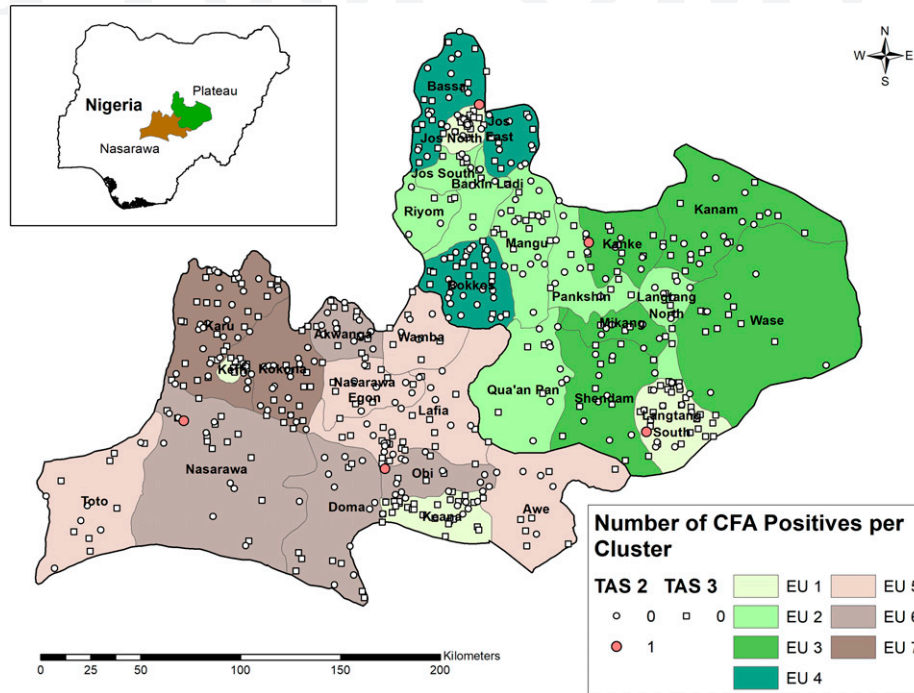 Plateau
Nigeria
Nasarawa
N
W E
S
Bassa
Jos
East
Jos North
Jos South
Barkin Ladi
Riyom
Kanam
Mangu
Kanke
Bokkos
Pankshin
Langtang
North
Wase
Mikang
Karu
Akwanga
Wamba
Keffi
Kokona
Nasarawa
Egon
Qua'an Pan
Shendam
Lafia
Langtang
South
Nasarawa
Obi
Toto
Doma
Keana
Awe
Number of CFA Positives per
Cluster
TAS 2 TAS 3
0 0
1
EU 1
EU 2
EU 3
EU 4
EU 5
EU 6
EU 7
Kilometers
0 25 50 100 150 200